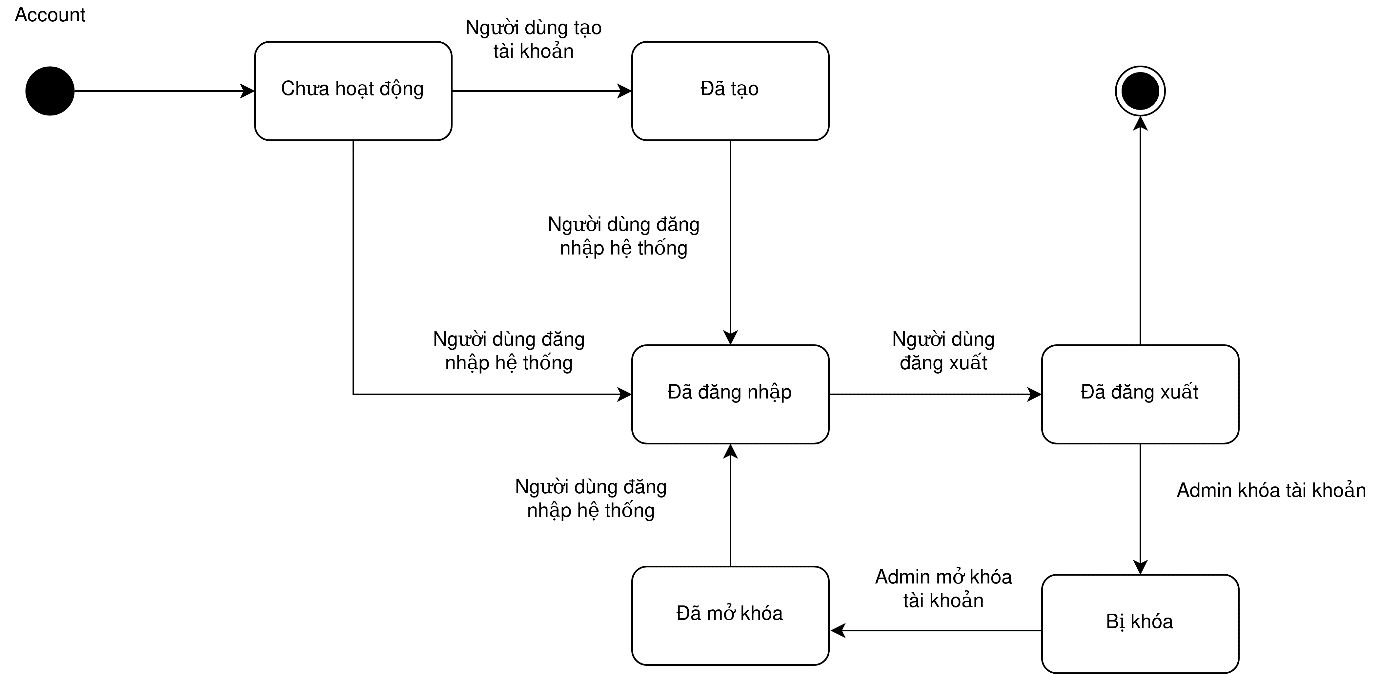 Account
Người dùng tạo
tài khoản
Chưa hoạt động
Đã tạo
Người dùng đăng
nhập hệ thống
Người dùng đăng
nhập hệ thống
Người dùng
đăng xuất
Đã đăng nhập
Đã đăng xuất
Người dùng đăng
nhập hệ thống
Admin khóa tài khoản
Admin mở khóa
tài khoản
Đã mở khóa
Bị khóa